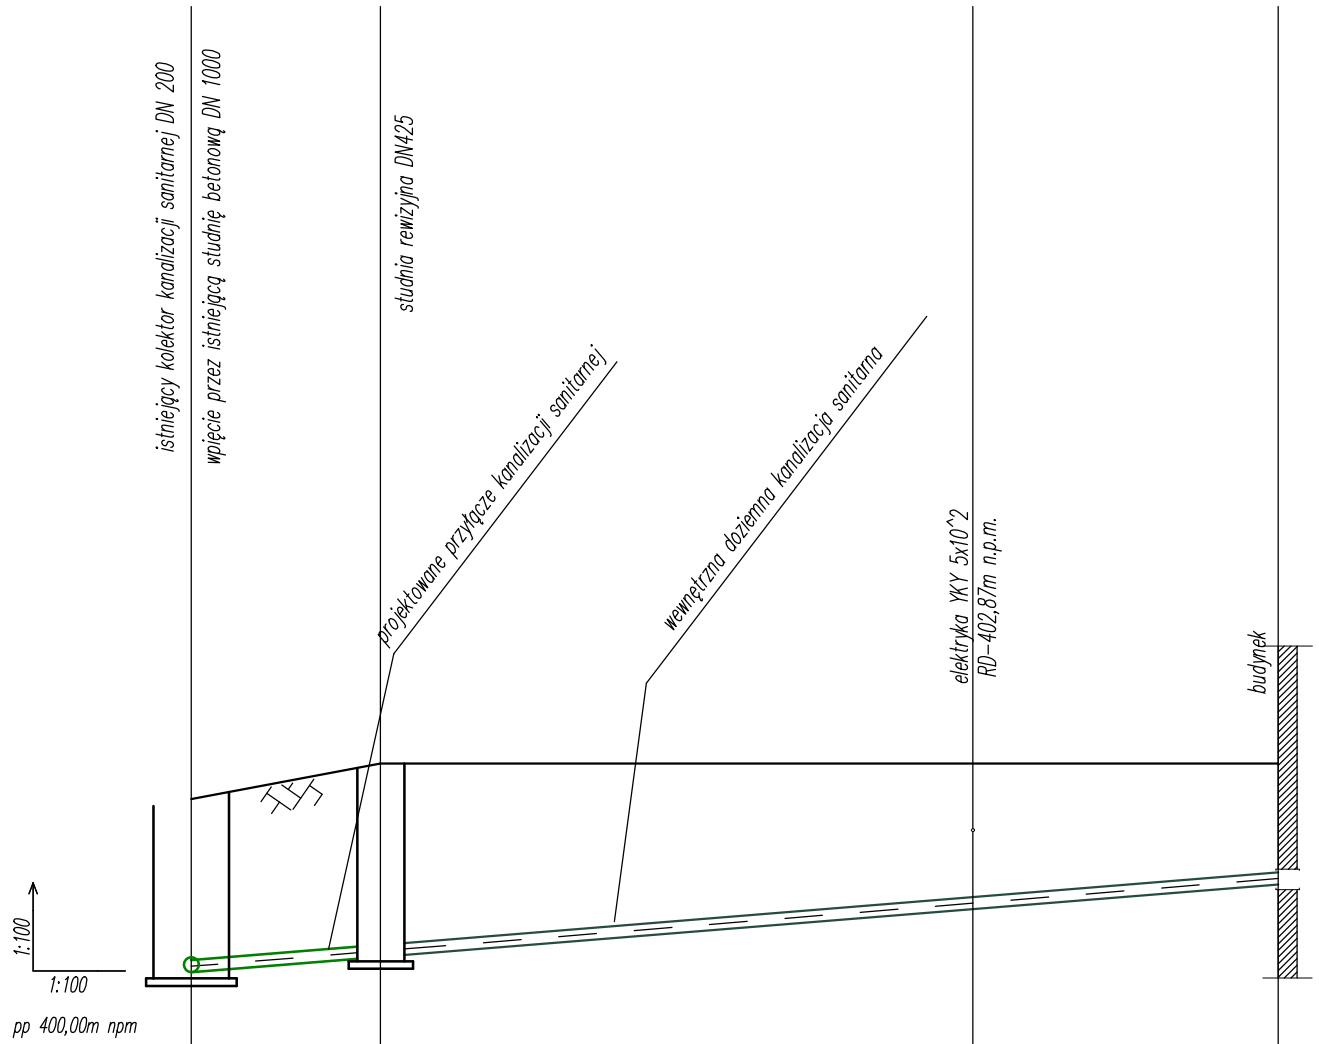 istniejący kolektor kanalizacji sanitarnej DN 200
wpięcie przez istniejącą studnię betonową DN 1000
studnia rewizyjna DN425
projektowane przyłącze kanalizacji sanitarnej
wewnętrzna doziemna kanalizacja sanitarna
elektryka YKY 5x10^2
RD-402,87m n.p.m.
budynek
1:100
1:100
pp 400,00m npm